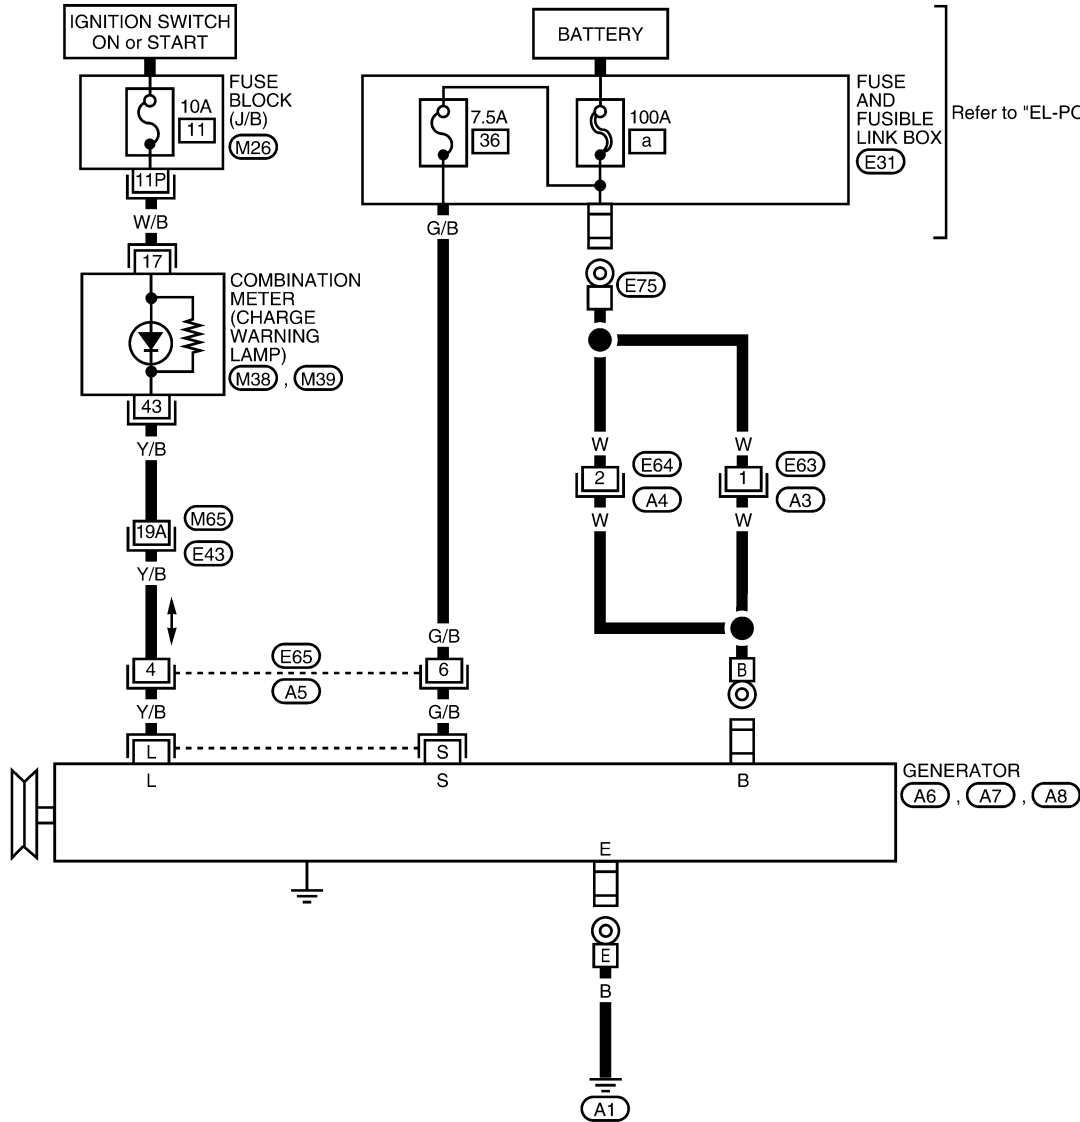 IGNITION SWITCH
ON or START
BATTERY
FUSE
BLOCK
(J/B)
M26
10A
11
11P
W/B
17
7.5A
36
100A
a
FUSE
AND
FUSIBLE
LINK BOX
E31
Refer to "EL-PO
G/B
E75
COMBINATION
METER
(CHARGE
WARNING
LAMP)
M38 , M39
43
Y/B
19A
M65
E43
Y/B
W
W
2
E64
A4
1
E63
A3
W
W
G/B
4
E65
A5
6
B
Y/B
G/B
L
S
L
S
B
GENERATOR
A6 , A7 , A8
E
E
B
A1